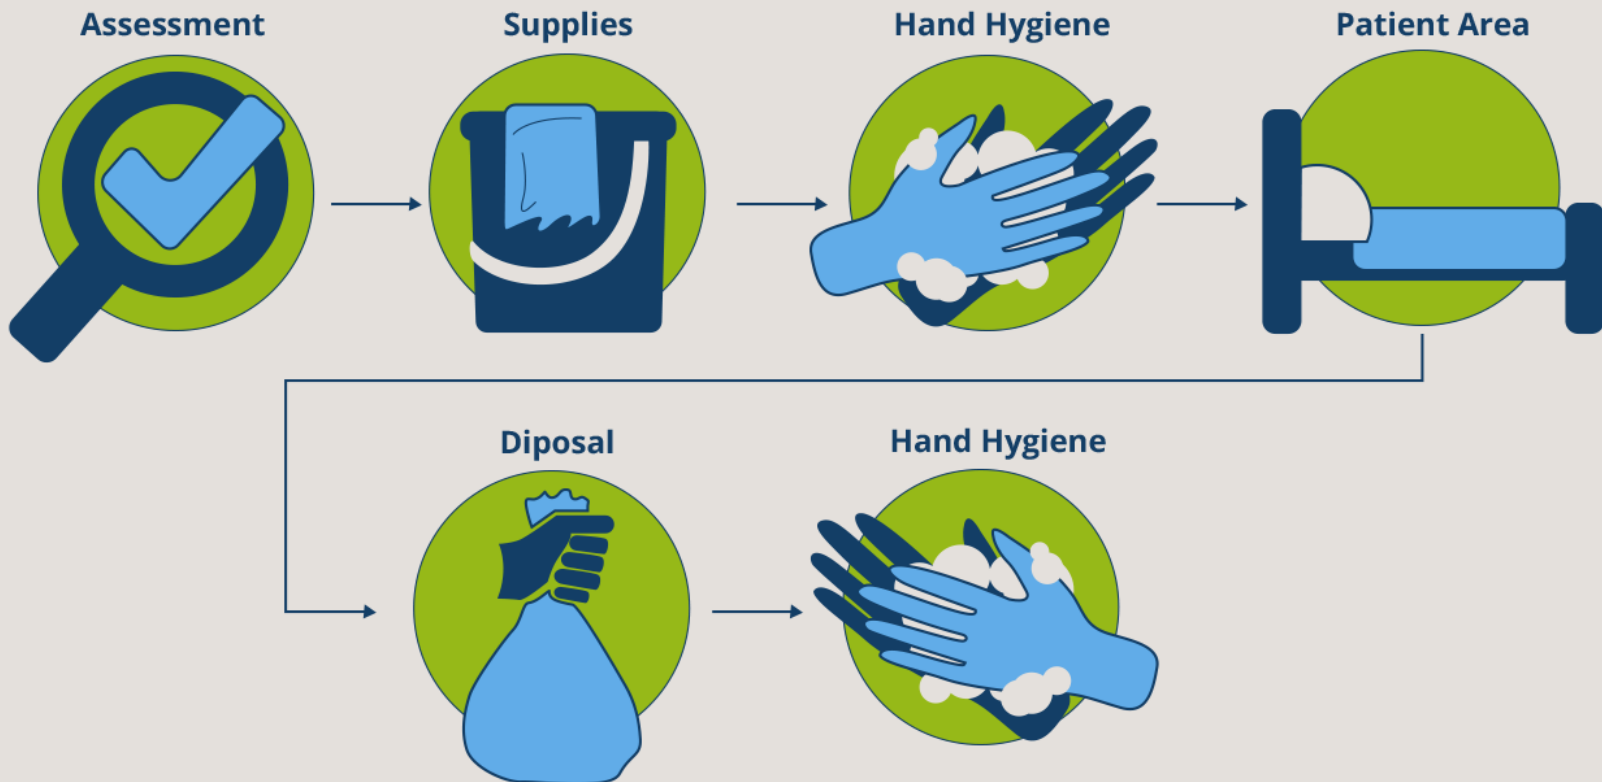 Assessment
Supplies
Hand Hygiene
Patient Area
Diposal
Hand Hygiene